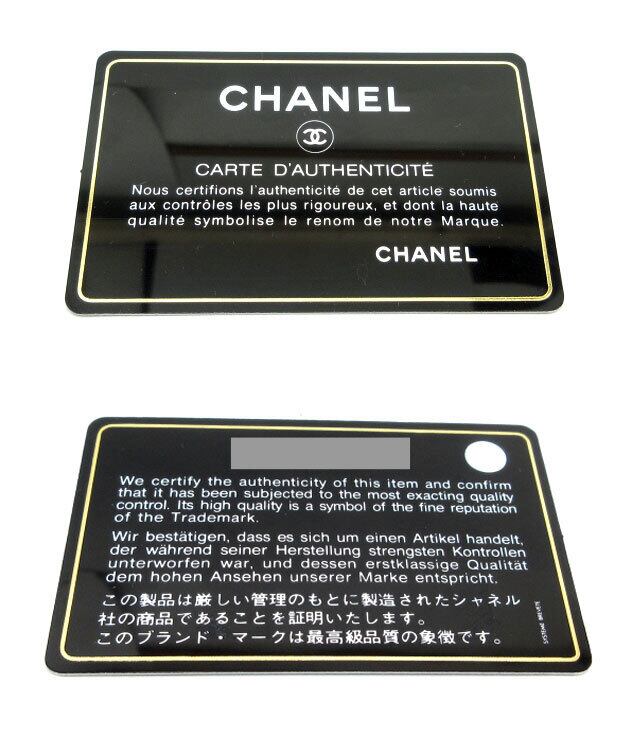 CHANEL
CARTE D'AUTHENTICITÉ
Nous certifions l'authenticité de cet article soumis
aux contrôles les plus rigoureux, et dont la haute
qualité symbolise le renom de notre Marque.
CHANEL
We certify the authenticity of this item and confirm
that it has been subjected to the most exacting quality
control. Its high quality is a symbol of the fine reputation
of the Trademark.
Wir bestätigen, dass es sich um einen Artikel handelt,
der während seiner Herstellung strengsten Kontrollen
unterworfen war, und dessen erstklassige Qualität
dem hohen Ansehen unserer Marke entspricht.
この製品は厳しい管理のもとに製造されたシャネル
社の商品であることを証明いたします。
このブランド・マークは最高級品質の象徴です。
SYSTEME BREVETE